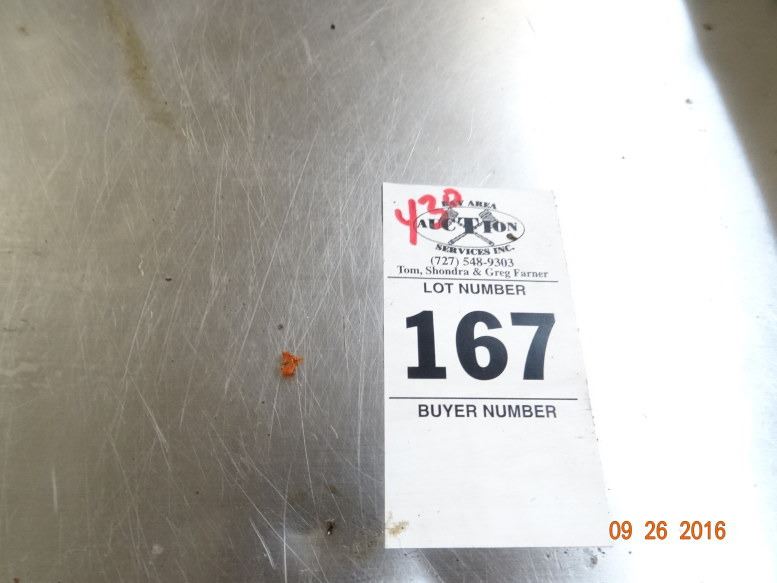 430
BAY AREA
AUCTION
SERVICES INC.
(727) 548-9303
Tom, Shondra & Greg Farner
LOT NUMBER
167
BUYER NUMBER
09 26 2016